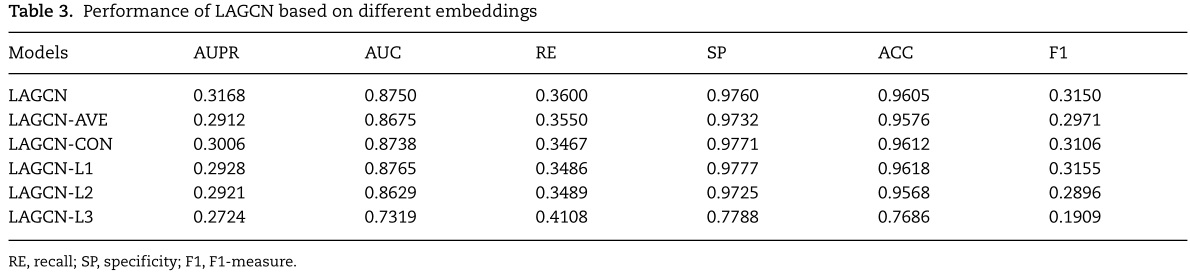 Table 3. Performance of LAGCN based on different embeddings
Models AUPR AUC RE SP ACC F1
LAGCN 0.3168 0.8750 0.3600 0.9760 0.9605 0.3150
LAGCN-AVE 0.2912 0.8675 0.3550 0.9732 0.9576 0.2971
LAGCN-CON 0.3006 0.8738 0.3467 0.9771 0.9612 0.3106
LAGCN-L1 0.2928 0.8765 0.3486 0.9777 0.9618 0.3155
LAGCN-L2 0.2921 0.8629 0.3489 0.9725 0.9568 0.2896
LAGCN-L3 0.2724 0.7319 0.4108 0.7788 0.7686 0.1909
RE, recall; SP, specificity; F1, F1-measure.